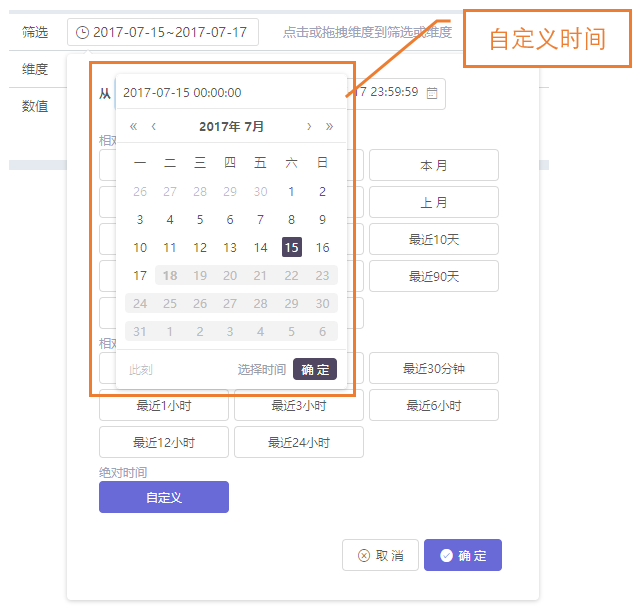 筛选
2017-07-15~2017-07-17
点击或拖拽维度到筛选或维度
自定义时间
维度
数值
从
2017-07-15 00:00:00
17 23:59:59
« ‹ 2017年 7月 › »
一 二 三 四 五 六 日
26 27 28 29 30 1 2
3 4 5 6 7 8 9
10 11 12 13 14 15 16
17 18 19 20 21 22 23
24 25 26 27 28 29 30
31 1 2 3 4 5 6
此刻 选择时间 确 定
相对
本 月
上 月
最近10天
最近90天
相对
最近30分钟
最近1小时 最近3小时 最近6小时
最近12小时 最近24小时
绝对时间
自定义
取 消 确 定